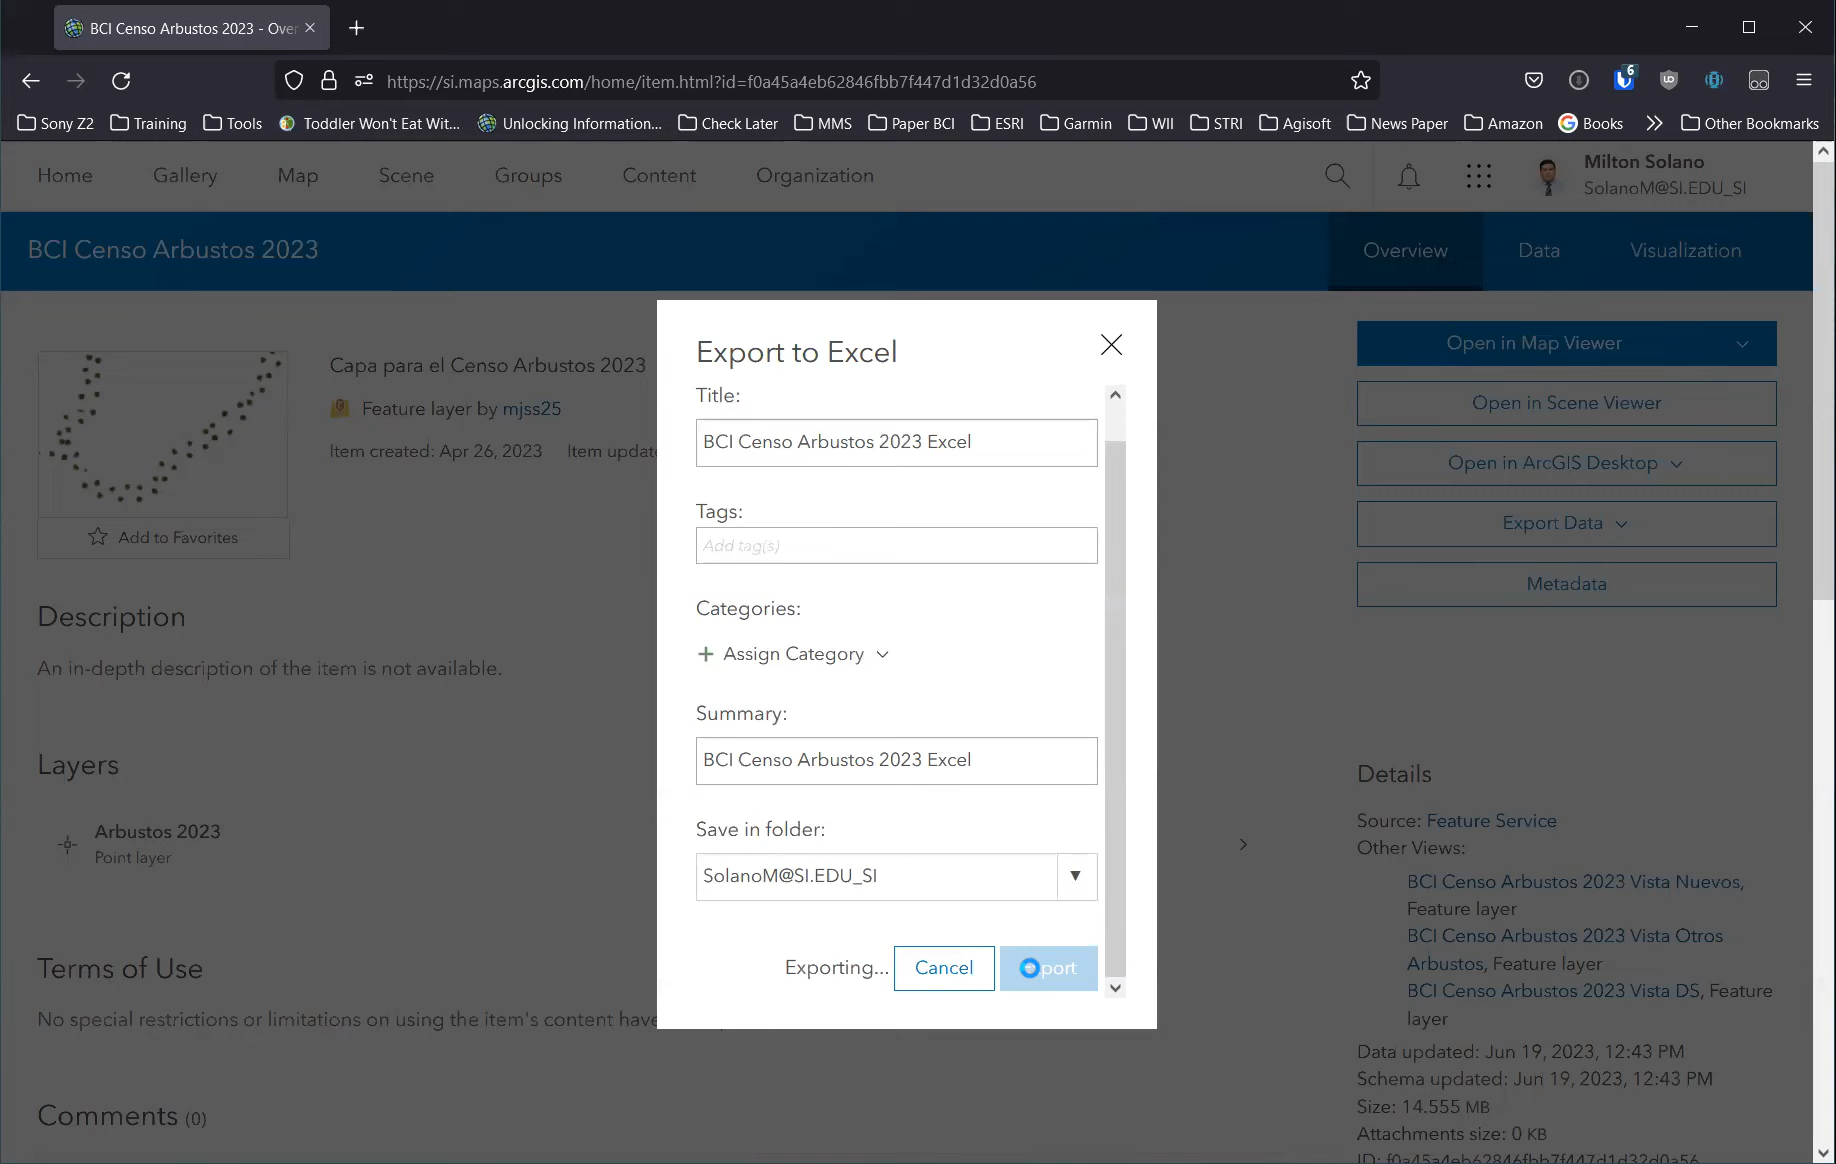 BCI Censo Arbustos 2023 - Over
https://si.maps.arcgis.com/home/item.html?id=f0a45a4eb62846fbb7f447d1d32d0a56
6
Sony Z2 Training Tools Toddler Won't Eat Wit... Unlocking Information... Check Later MMS Paper BCI ESRI Garmin WII STRI Agisoft News Paper Amazon Books Other Bookmarks
Home Gallery Map Scene Groups Content Organization
Milton Solano
SolanoM@SI.EDU_SI
BCI Censo Arbustos 2023
Overview Data Visualization
Capa para el Censo Arbustos 2023
Feature layer by mjss25
Item created: Apr 26, 2023 Item update
Add to Favorites
Description
An in-depth description of the item is not available.
Layers
Arbustos 2023
Point layer
Terms of Use
No special restrictions or limitations on using the item's content have
Comments (0)
Export to Excel
Title:
BCI Censo Arbustos 2023 Excel
Tags:
Add tag(s)
Categories:
Assign Category
Summary:
BCI Censo Arbustos 2023 Excel
Save in folder:
SolanoM@SI.EDU_SI
Exporting... Cancel
Open in Map Viewer
Open in Scene Viewer
Open in ArcGIS Desktop
Export Data
Metadata
Details
Source: Feature Service
Other Views:
BCI Censo Arbustos 2023 Vista Nuevos,
Feature layer
BCI Censo Arbustos 2023 Vista Otros
Arbustos, Feature layer
BCI Censo Arbustos 2023 Vista DS, Feature
layer
Data updated: Jun 19, 2023, 12:43 PM
Schema updated: Jun 19, 2023, 12:43 PM
Size: 14.555 MB
Attachments size: 0 KB
ID: f0a45a4eb62846fbb7f447d1d32d0a56